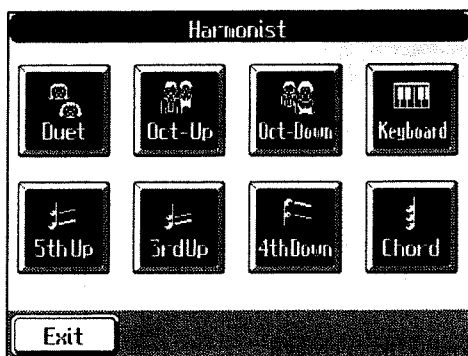 Harmonist
Duet Oct-Up Oct-Down Keyboard
5thUp 3rdUp 4thDown Chord
Exit